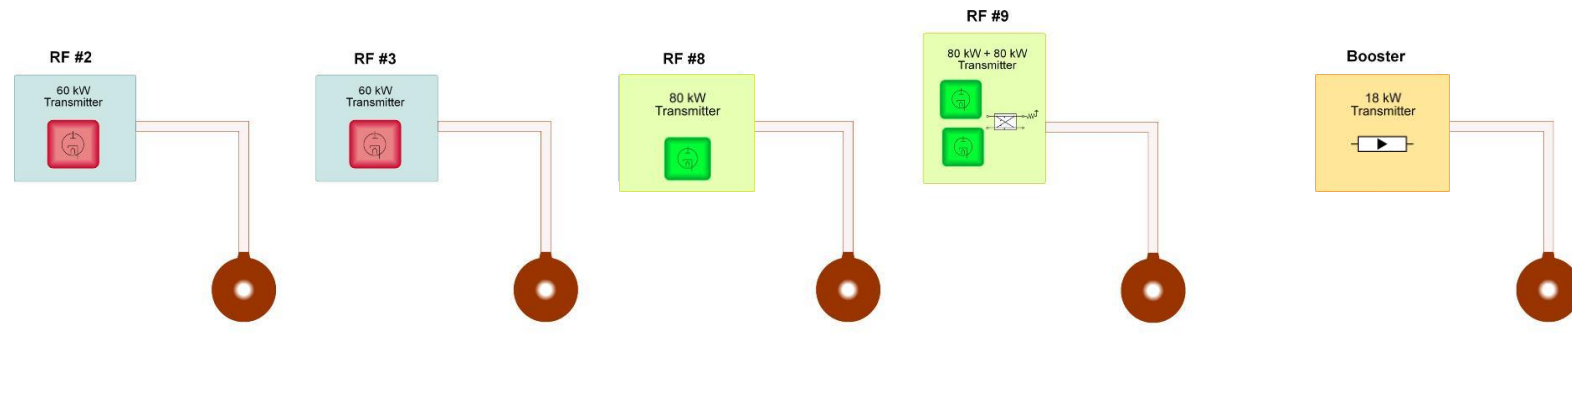 RF #2
60 kW
Transmitter
RF #3
60 kW
Transmitter
RF #8
80 kW
Transmitter
RF #9
80 kW + 80 kW
Transmitter
Booster
18 kW
Transmitter